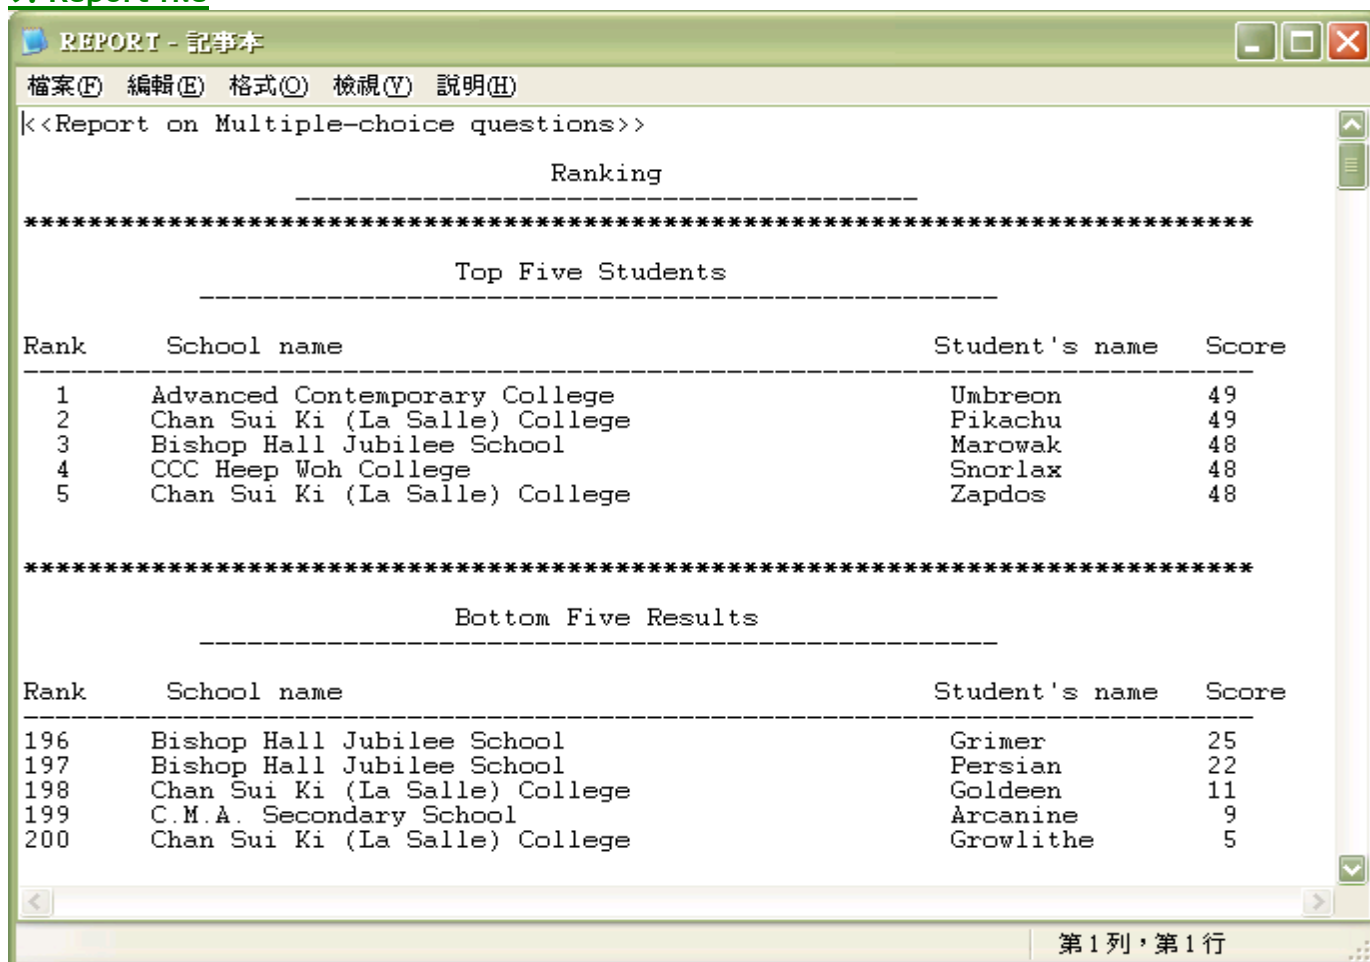 Report file
REPORT - 記事本
檔案(F) 編輯(E) 格式(O) 檢視(V) 說明(H)
<<Report on Multiple-choice questions>>
Ranking
---------------------------------------
*****************************************************************************
Top Five Students
--------------------------------------------------
Rank School name Student's name Score
-----------------------------------------------------------------------------
1 Advanced Contemporary College Umbreon 49
2 Chan Sui Ki (La Salle) College Pikachu 49
3 Bishop Hall Jubilee School Marowak 48
4 CCC Heep Woh College Snorlax 48
5 Chan Sui Ki (La Salle) College Zapdos 48
*****************************************************************************
Bottom Five Results
--------------------------------------------------
Rank School name Student's name Score
-----------------------------------------------------------------------------
196 Bishop Hall Jubilee School Grimer 25
197 Bishop Hall Jubilee School Persian 22
198 Chan Sui Ki (La Salle) College Goldeen 11
199 C.M.A. Secondary School Arcanine 9
200 Chan Sui Ki (La Salle) College Growlithe 5
第1列，第1行